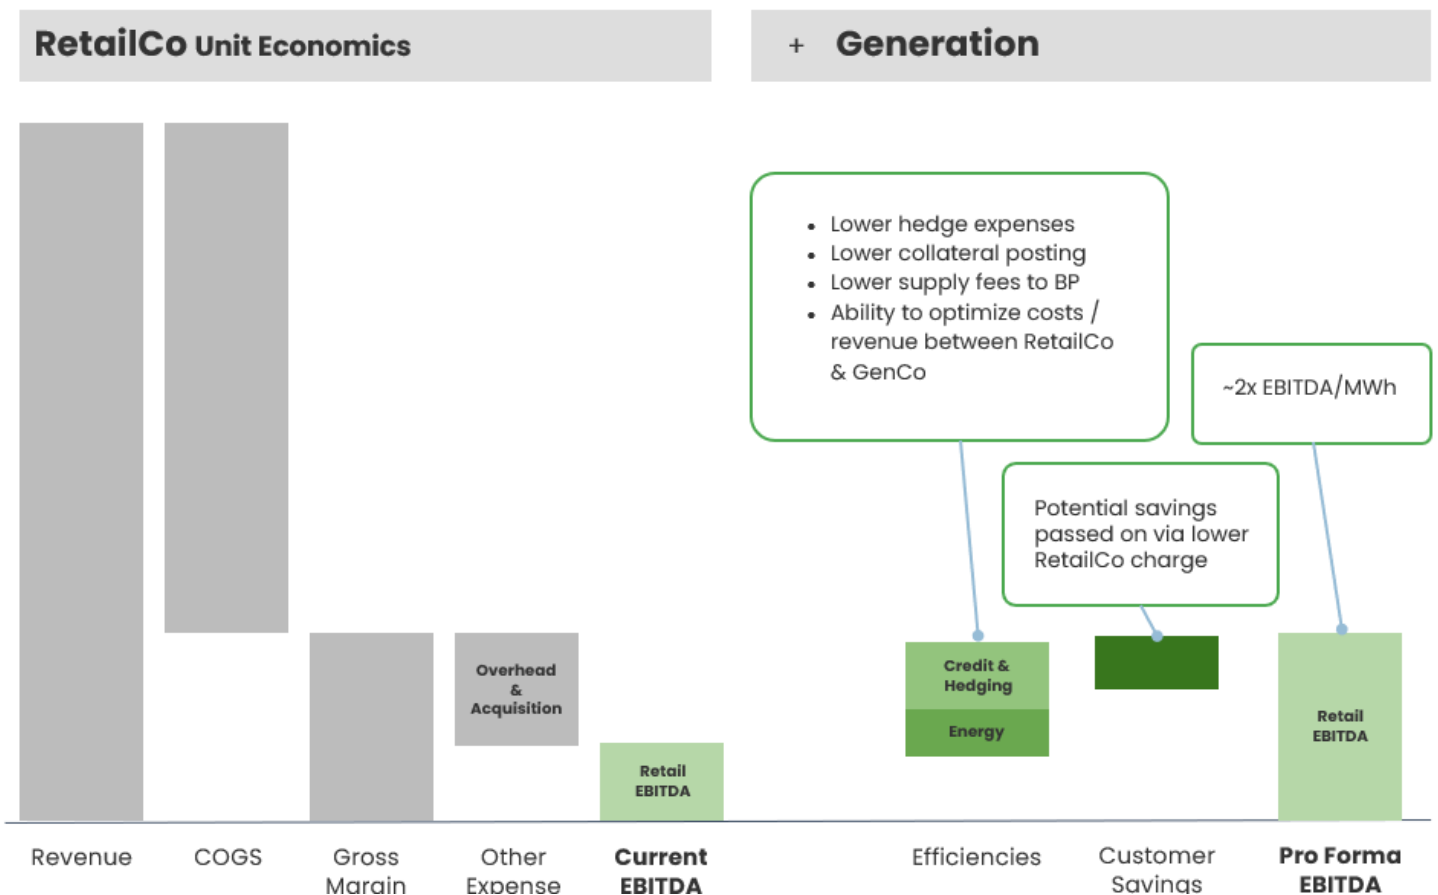 RetailCo Unit Economics
+ Generation
• Lower hedge expenses
• Lower collateral posting
• Lower supply fees to BP
• Ability to optimize costs /
revenue between RetailCo
& GenCo
~2x EBITDA/MWh
Potential savings
passed on via lower
RetailCo charge
Overhead
&
Acquisition
Retail
EBITDA
Credit &
Hedging
Energy
Retail
EBITDA
Revenue
COGS
Gross
Margin
Other
Expense
Current
EBITDA
Efficiencies
Customer
Savings
Pro Forma
EBITDA